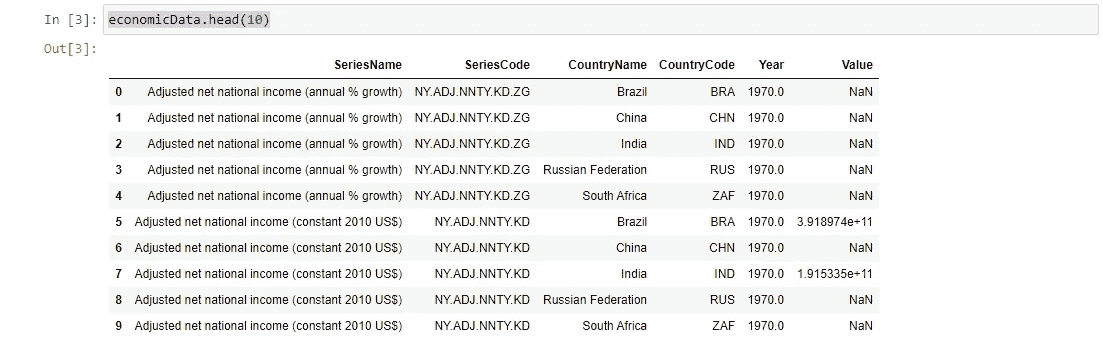 In [3]: economicData.head(10)
Out[3]:
SeriesName SeriesCode CountryName CountryCode Year Value
0 Adjusted net national income (annual % growth) NY.ADJ.NNTY.KD.ZG Brazil BRA 1970.0 NaN
1 Adjusted net national income (annual % growth) NY.ADJ.NNTY.KD.ZG China CHN 1970.0 NaN
2 Adjusted net national income (annual % growth) NY.ADJ.NNTY.KD.ZG India IND 1970.0 NaN
3 Adjusted net national income (annual % growth) NY.ADJ.NNTY.KD.ZG Russian Federation RUS 1970.0 NaN
4 Adjusted net national income (annual % growth) NY.ADJ.NNTY.KD.ZG South Africa ZAF 1970.0 NaN
5 Adjusted net national income (constant 2010 US$) NY.ADJ.NNTY.KD Brazil BRA 1970.0 3.918974e+11
6 Adjusted net national income (constant 2010 US$) NY.ADJ.NNTY.KD China CHN 1970.0 NaN
7 Adjusted net national income (constant 2010 US$) NY.ADJ.NNTY.KD India IND 1970.0 1.915335e+11
8 Adjusted net national income (constant 2010 US$) NY.ADJ.NNTY.KD Russian Federation RUS 1970.0 NaN
9 Adjusted net national income (constant 2010 US$) NY.ADJ.NNTY.KD South Africa ZAF 1970.0 NaN